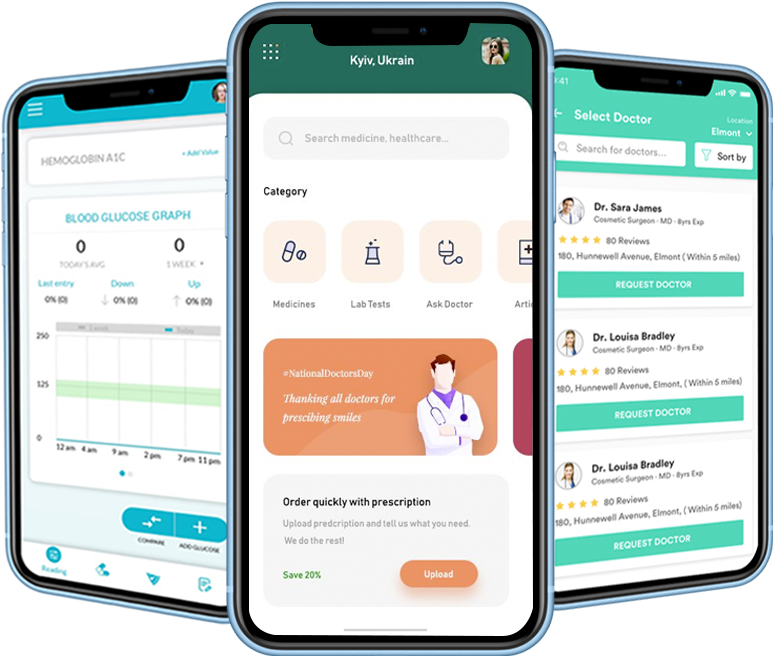 HEMOGLOBIN A1C
+ Add Value
BLOOD GLUCOSE GRAPH
0
0
TODAY'S AVG
1 WEEK
Last entry
Down
Up
0% (0)
0% (0)
0% (0)
1 week
Today
250
125
0
12 am 4 am 9 am 2 pm 7 pm 11 pm
COMPARE
ADD GLUCOSE
Reading
Kyiv, Ukrain
Search medicine, healthcare...
Category
Medicines
Lab Tests
Ask Doctor
Artic
#NationalDoctorsDay
Thanking all doctors for
prescibing smiles
Order quickly with prescription
Upload predcription and tell us what you need.
We do the rest!
Save 20%
Upload
:41
Select Doctor
Location
Elmont
Search for doctors...
Sort by
Dr. Sara James
Cosmetic Surgeon - MD - 8yrs Exp
80 Reviews
180, Hunnewell Avenue, Elmont ( Within 5 miles)
REQUEST DOCTOR
Dr. Louisa Bradley
Cosmetic Surgeon - MD - 8yrs Exp
80 Reviews
180, Hunnewell Avenue, Elmont, ( Within 5 miles)
REQUEST DOCTOR
Dr. Louisa Bradley
Cosmetic Surgeon - MD - 8yrs Exp
80 Reviews
180, Hunnewell Avenue, Elmont, ( Within 5 miles)
REQUEST DOCTOR